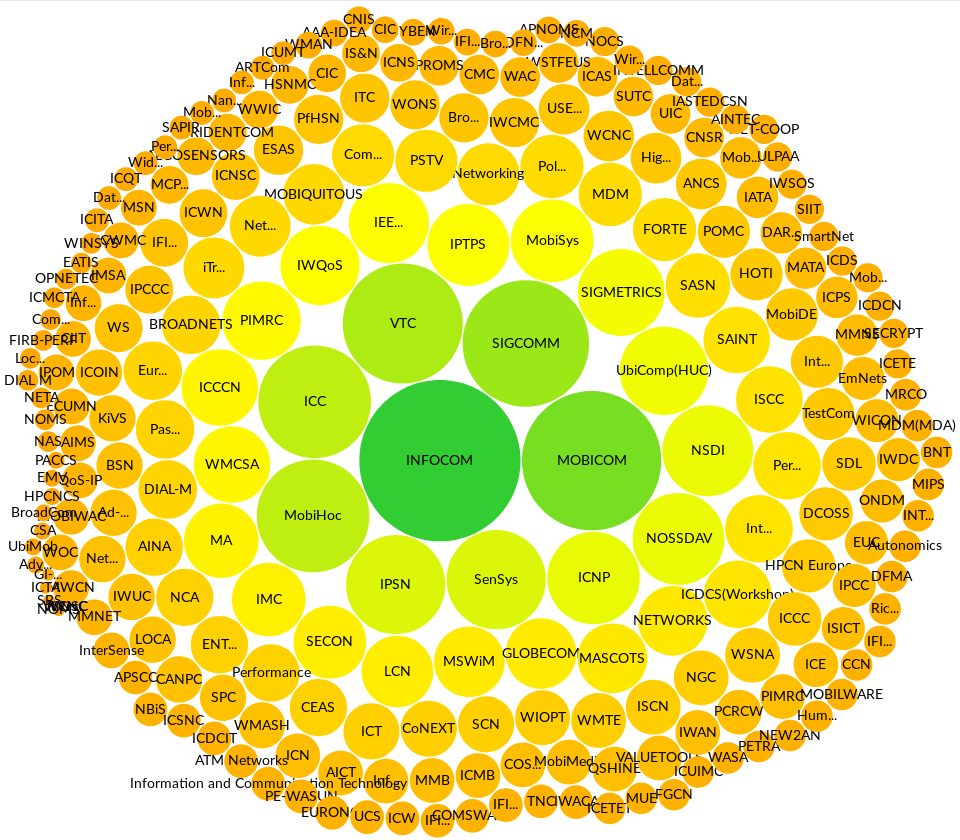 CNIS
AAA-IDEA
CIC
YBEW
Wir...
APNOMS
NCM
IFI...
Bro...
DFN...
NOCS
WMAN
ICUMT
IS&N
ICNS
PROMS
CMC
WAC
WSTFEUS
ICAS
Wir...
INTELLCOMM
ARTCom
Inf...
HSNMC
CIC
Dat...
SUTC
IASTEDCSN
Nan...
Mob...
WWIC
ITC
WONS
Bro...
IWCMC
USE...
UIC
AINTEC
NET-COOP
SAPIR
RIDENTCOM
PfHSN
WCNC
CNSR
Per...
Wid...
ECOSENSORS
ESAS
Com...
PSTV
Networking
Pol...
Hig...
Mob...
ULPAA
ICQT
MCP...
ICNSC
MOBIQUITOUS
MDM
ANCS
IWSOS
Dat...
MSN
ICWN
Net...
IEE...
IPTPS
MobiSys
FORTE
POMC
IATA
SIIT
ICITA
WINSYS
CWMC
IFI...
DAR...
SmartNet
EATIS
IMSA
iTr...
IWQoS
HOTI
MATA
ICDS
OPNETEC
IPCCC
SIGMETRICS
SASN
Mob...
ICMCTA
Inf...
ICPS
ICDCN
Com...
WS
BROADNETS
PIMRC
VTC
SIGCOMM
MobiDE
MMNS
SECRYPT
FIRB-PERF
CIIT
SAINT
Loc...
DIAL M
IPOM
ICOIN
Eur...
ICCCN
UbiComp(HUC)
Int...
EmNets
ICETE
NETA
ECUMN
ICC
ISCC
MRCO
NOMS
KiVS
Pas...
TestCom
WICON
MDM(MDA)
NAS
AIMS
PACCS
BSN
WMCSA
INFOCOM
MOBICOM
NSDI
Per...
SDL
IWDC
BNT
EMV
QoS-IP
HPCNCS
DIAL-M
MIPS
BroadCom
OBIWAC
Ad-...
MobiHoc
DCOSS
ONDM
INT...
CSA
UbiMob
WOC
AINA
MA
NOSSDAV
Int...
EUC
Autonomics
Adv...
Net...
HPCN Europe
GI-...
ICTA
AWCN
IWUC
NCA
IMC
IPSN
SenSys
ICNP
ICDCS(Workshop)
IPCC
DFMA
MMNET
NETWORKS
ICCC
Ric...
ISICT
InterSense
LOCA
ENT...
SECON
LCN
MSWiM
GLOBECOM
MASCOTS
WSNA
IFI...
APSCC
CANPC
Performance
NGC
ICE
CCN
NBiS
SPC
PIMRC
MOBILWARE
ICSNC
CEAS
SCN
WIOPT
ISCN
PCRCW
Hum...
ICDCIT
WMASH
ICT
CoNEXT
WMTE
IWAN
NEW2AN
ATM Networks
ICN
COS...
MobiMedia
VALUETOOLS
WASA
PETRA
Information and Communication Technology
AICT
Inf...
MMB
ICMB
QSHINE
ICUIMC
PE-WASUN
IFI...
TNC
IWACA
ICETET
MUE
FGCN
EURON
UCS
ICW
IFI...
COMSWA